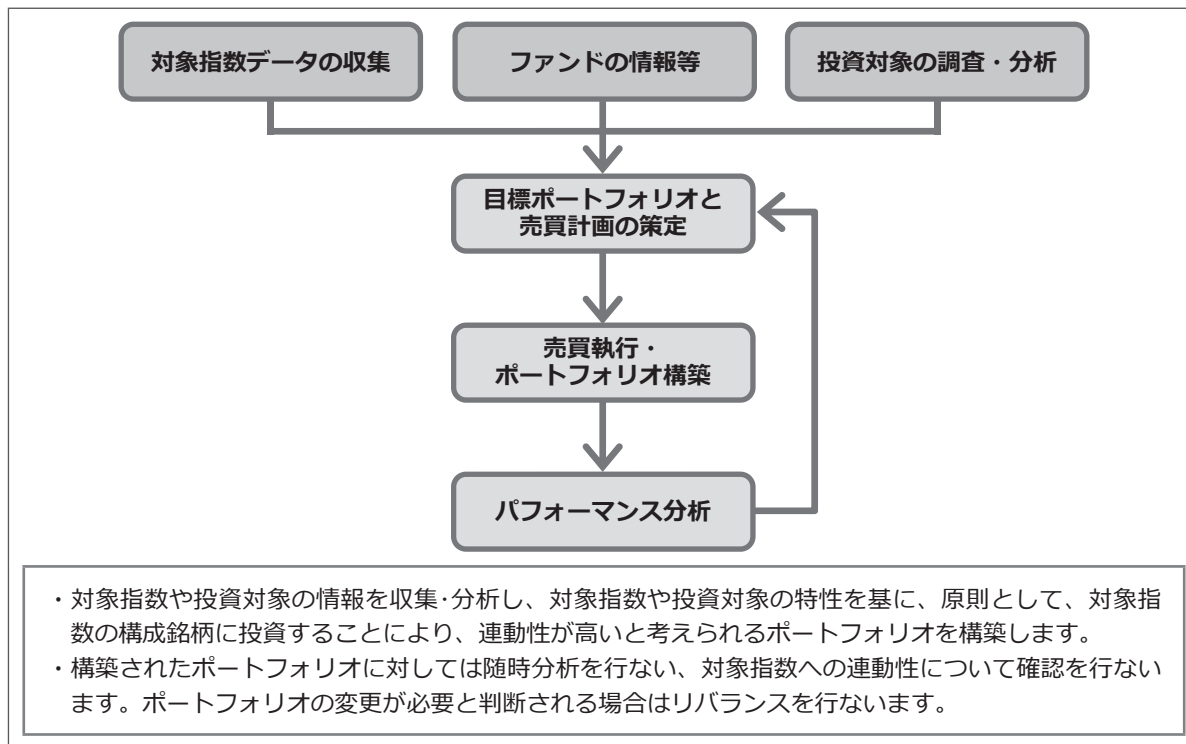 対象指数データの収集
ファンドの情報等
投資対象の調査・分析
目標ポートフォリオと
売買計画の策定
売買執行・
ポートフォリオ構築
パフォーマンス分析
・対象指数や投資対象の情報を収集･分析し、対象指数や投資対象の特性を基に、原則として、対象指
数の構成銘柄に投資することにより、連動性が高いと考えられるポートフォリオを構築します。
・構築されたポートフォリオに対しては随時分析を行ない、対象指数への連動性について確認を行ない
ます。ポートフォリオの変更が必要と判断される場合はリバランスを行ないます。